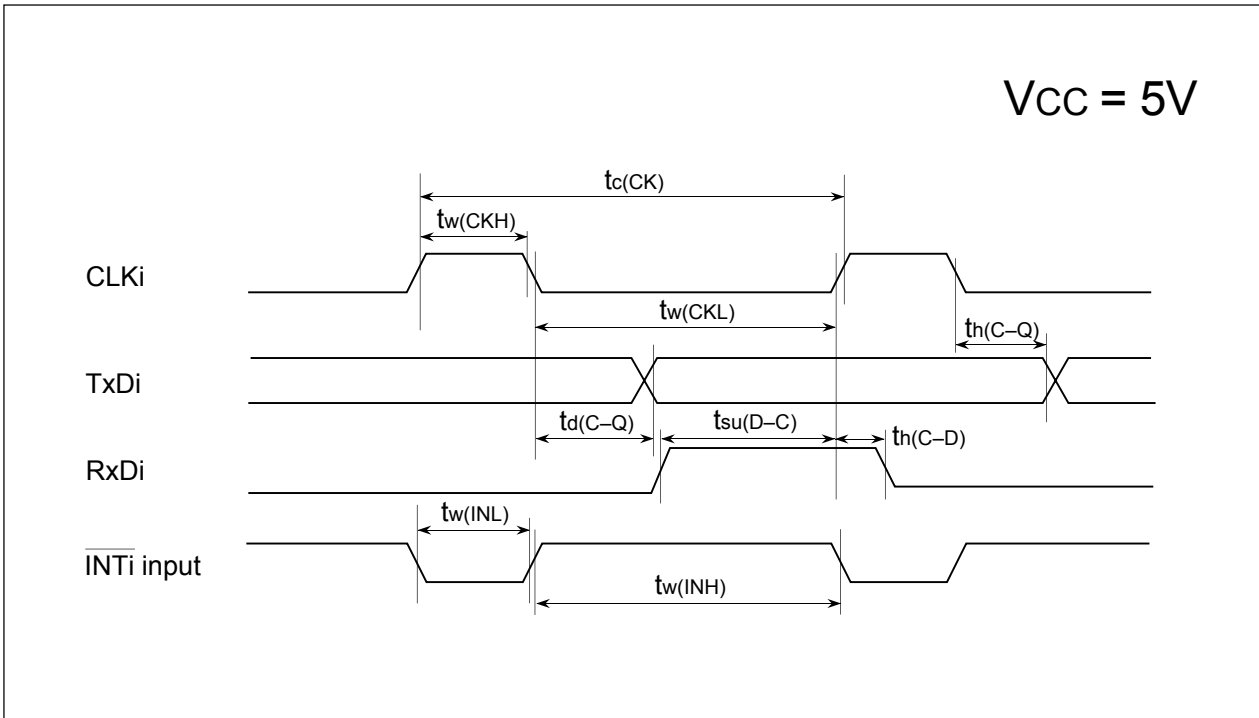 VCC = 5V
tc(CK)
tw(CKH)
CLKi
tw(CKL)
th(C–Q)
TxDi
td(C–Q)
tsu(D–C)
th(C–D)
RxDi
tw(INL)
INTi input
tw(INH)